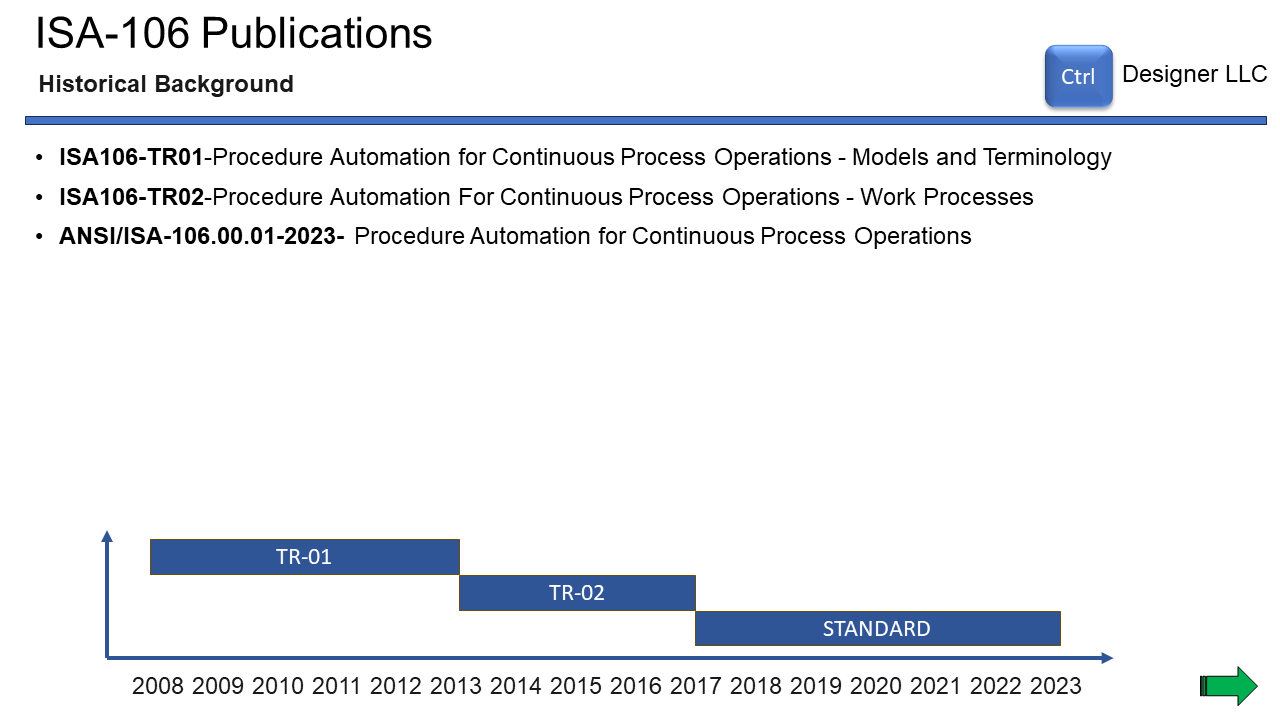 ISA-106 Publications
Historical Background
Ctrl
Designer LLC
• ISA106-TR01-Procedure Automation for Continuous Process Operations - Models and Terminology
• ISA106-TR02-Procedure Automation For Continuous Process Operations - Work Processes
• ANSI/ISA-106.00.01-2023- Procedure Automation for Continuous Process Operations
TR-01
TR-02
STANDARD
2008 2009 2010 2011 2012 2013 2014 2015 2016 2017 2018 2019 2020 2021 2022 2023